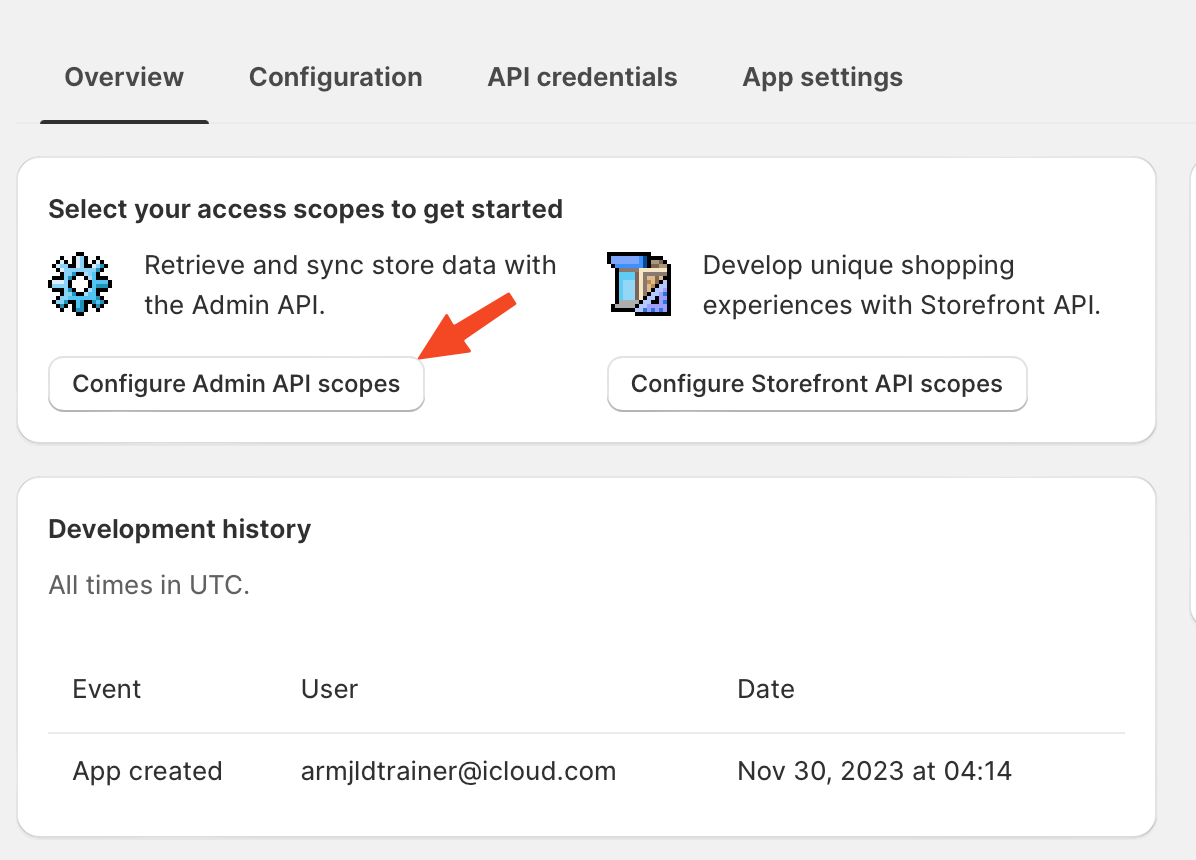 Overview Configuration API credentials App settings
Select your access scopes to get started
Retrieve and sync store data with
the Admin API.
Configure Admin API scopes
Develop unique shopping
experiences with Storefront API.
Configure Storefront API scopes
Development history
All times in UTC.
Event User Date
App created armjldtrainer@icloud.com Nov 30, 2023 at 04:14